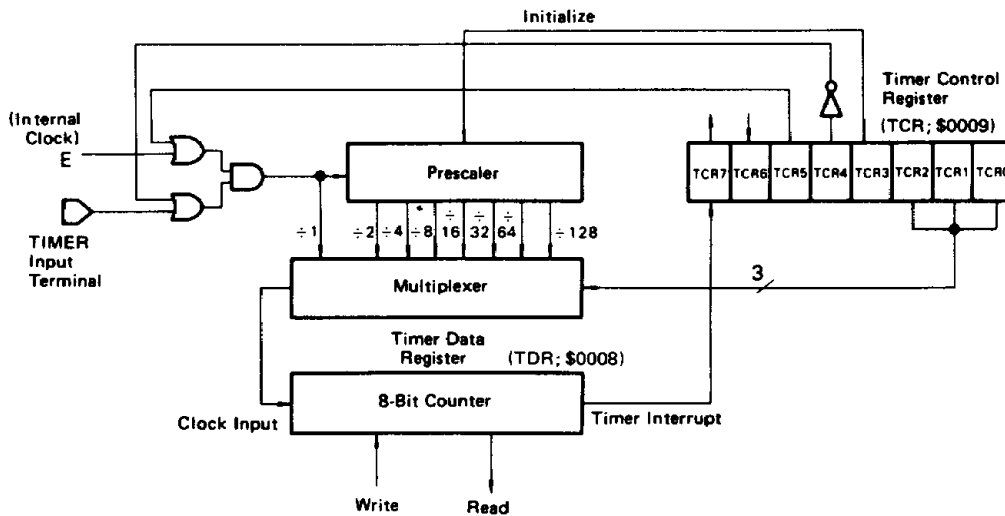 Initialize
Timer Control
Register
(TCR; $0009)
(Internal
Clock)
E
TIMER
Input
Terminal
Prescaler
TCR7 TCR6 TCR5 TCR4 TCR3 TCR2 TCR1 TCR0
÷1 ÷2 ÷4 ÷8 ÷16 ÷32 ÷64 ÷128
Multiplexer
3
Timer Data
Register
(TDR; $0008)
8-Bit Counter
Clock Input
Timer Interrupt
Write
Read